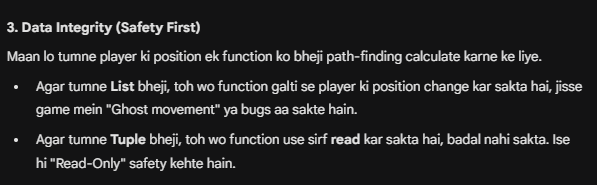 3. Data Integrity (Safety First)
Maan lo tumne player ki position ek function ko bheji path-finding calculate karne ke liye.
• Agar tumne List bheji, toh wo function galti se player ki position change kar sakta hai, jisse
game mein "Ghost movement" ya bugs aa sakte hain.
• Agar tumne Tuple bheji, toh wo function use sirf read kar sakta hai, badal nahi sakta. Ise
hi "Read-Only" safety kehte hain.